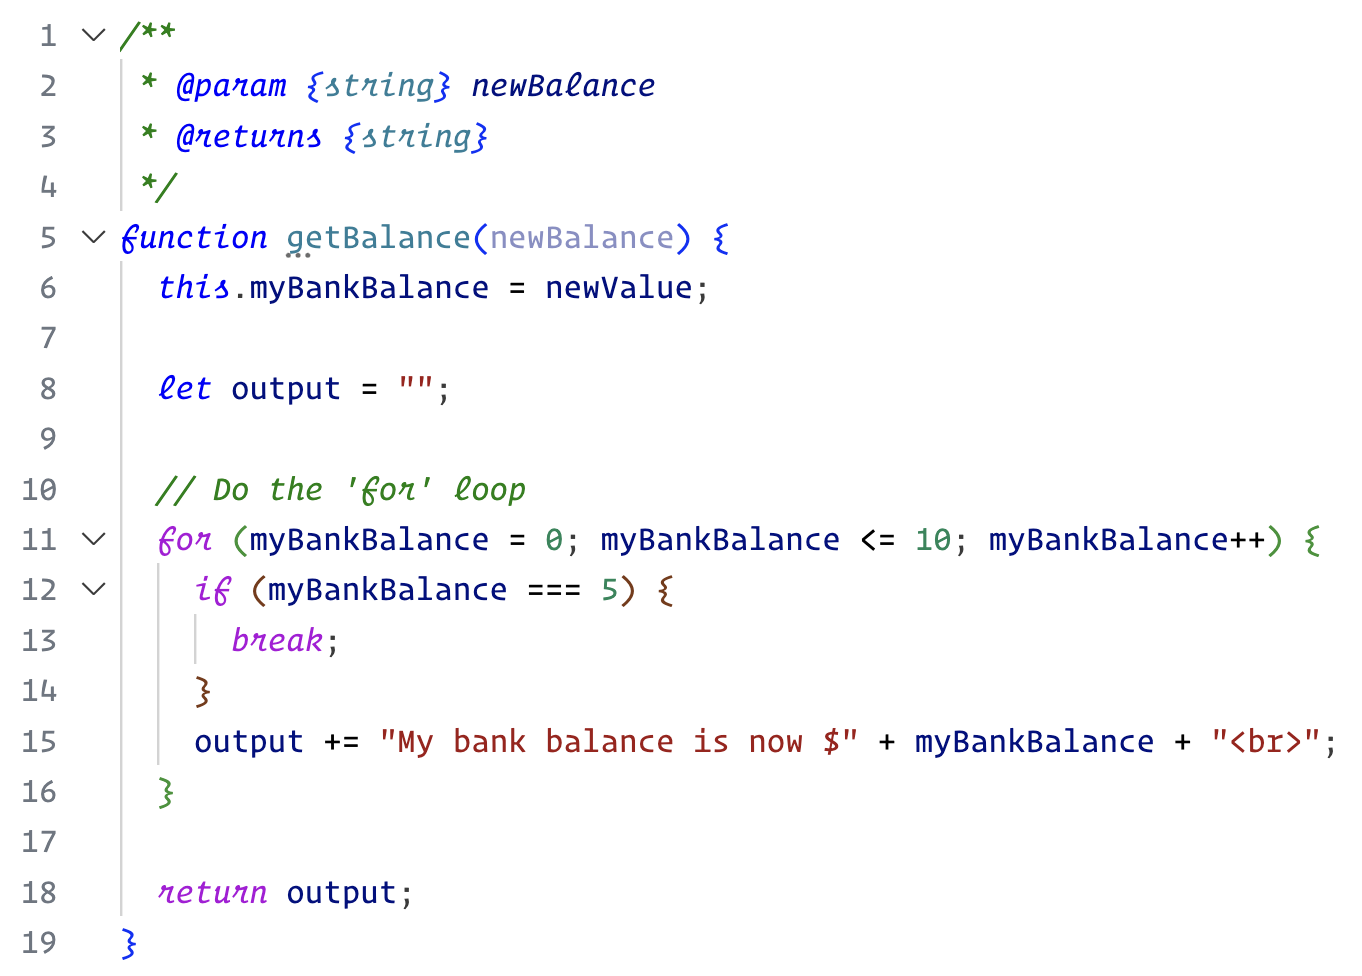 1 /**
2 * @param {string} newBalance
3 * @returns {string}
4 */
5 function getBalance(newBalance) {
6 this.myBankBalance = newValue;
7
8 let output = "";
9
10 // Do the 'for' loop
11 for (myBankBalance = 0; myBankBalance <= 10; myBankBalance++) {
12 if (myBankBalance === 5) {
13 break;
14 }
15 output += "My bank balance is now $" + myBankBalance + "<br>";
16 }
17
18 return output;
19 }